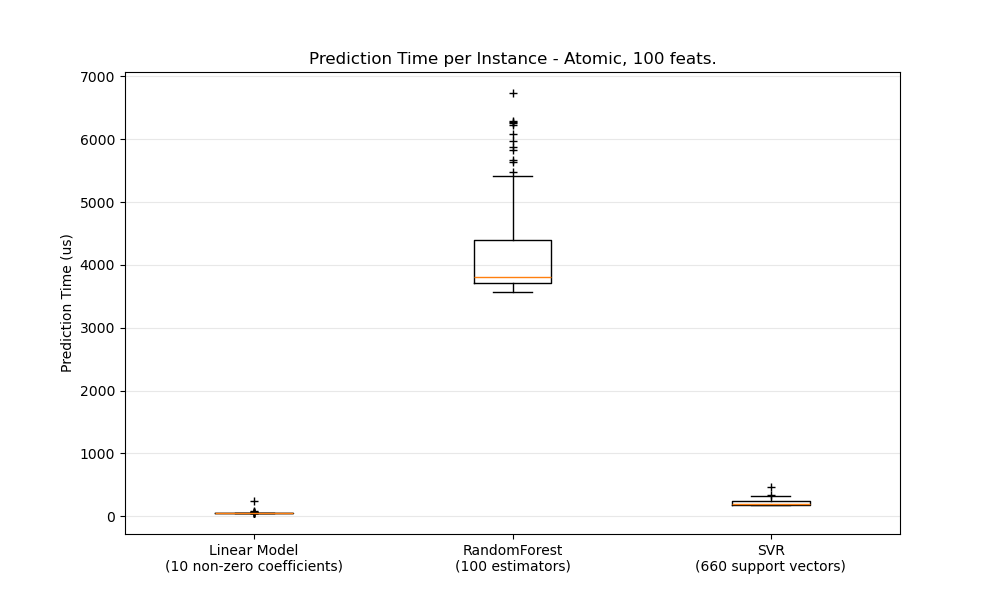 Prediction Time per Instance - Atomic, 100 feats.
Prediction Time (us)
7000
6000
5000
4000
3000
2000
1000
0
Linear Model
(10 non-zero coefficients)
RandomForest
(100 estimators)
SVR
(660 support vectors)